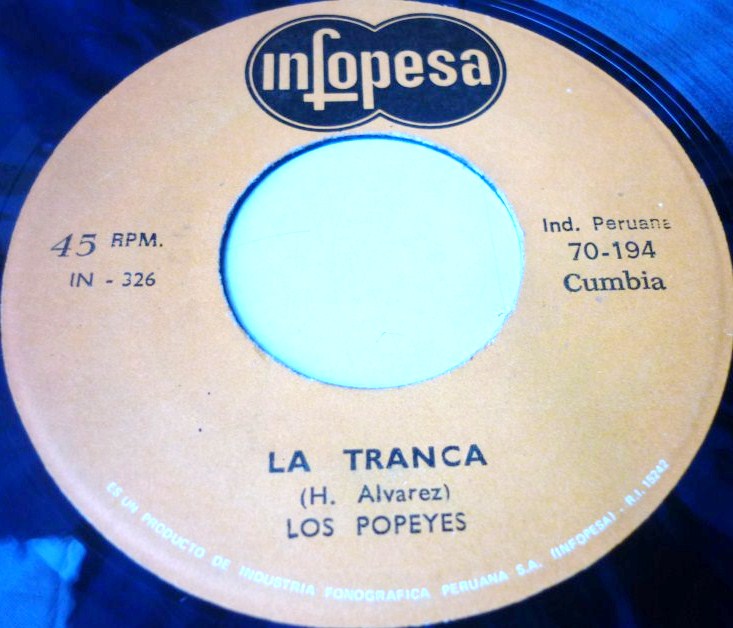 infopesa
45 RPM.
IN - 326
Ind. Peruana
70-194
Cumbia
LA TRANCA
(H. Alvarez)
LOS POPEYES
ES UN PRODUCTO DE INDUSTRIA FONOGRAFICA PERUANA S.A. (INFOPESA) - R.I. 15242